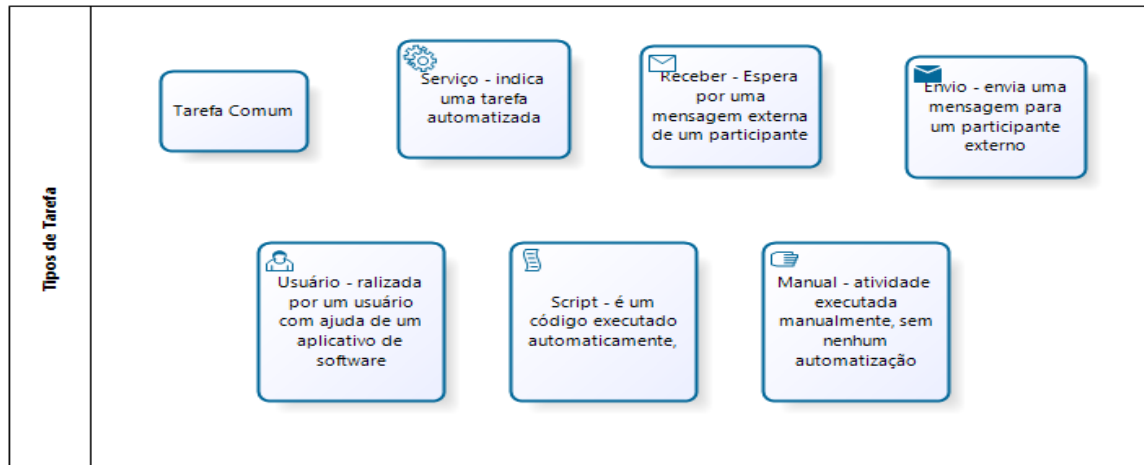 Tipos de Tarefa
Tarefa Comum
Serviço - indica
uma tarefa
automatizada
Receber - Espera
por uma
mensagem externa
de um participante
Envio - envia uma
mensagem para
um participante
externo
Usuário - ralizada
por um usuário
com ajuda de um
aplicativo de
software
Script - é um
código executado
automaticamente,
Manual - atividade
executada
manualmente, sem
nenhum
automatização